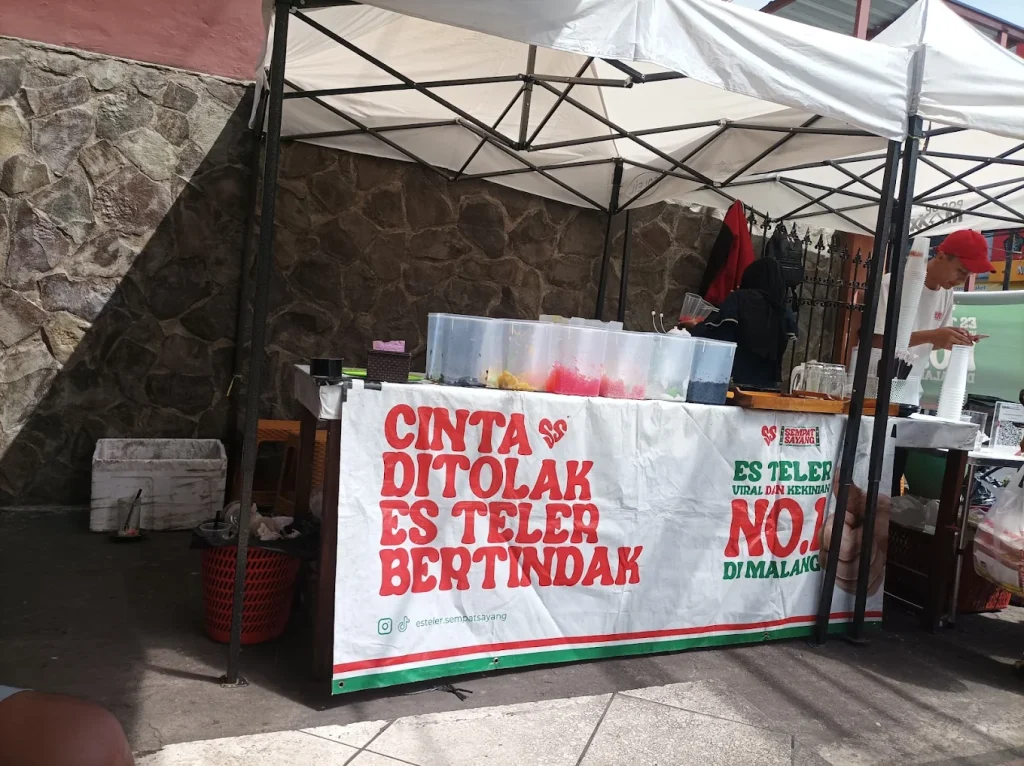 CINTA
DITOLAK
ES TELER
BERTINDAK
esteler.sempatsayang
SEMPAT
SAYANG
ES TELER
VIRAL DAN KEKINIAN
NO.1
DI MALANG